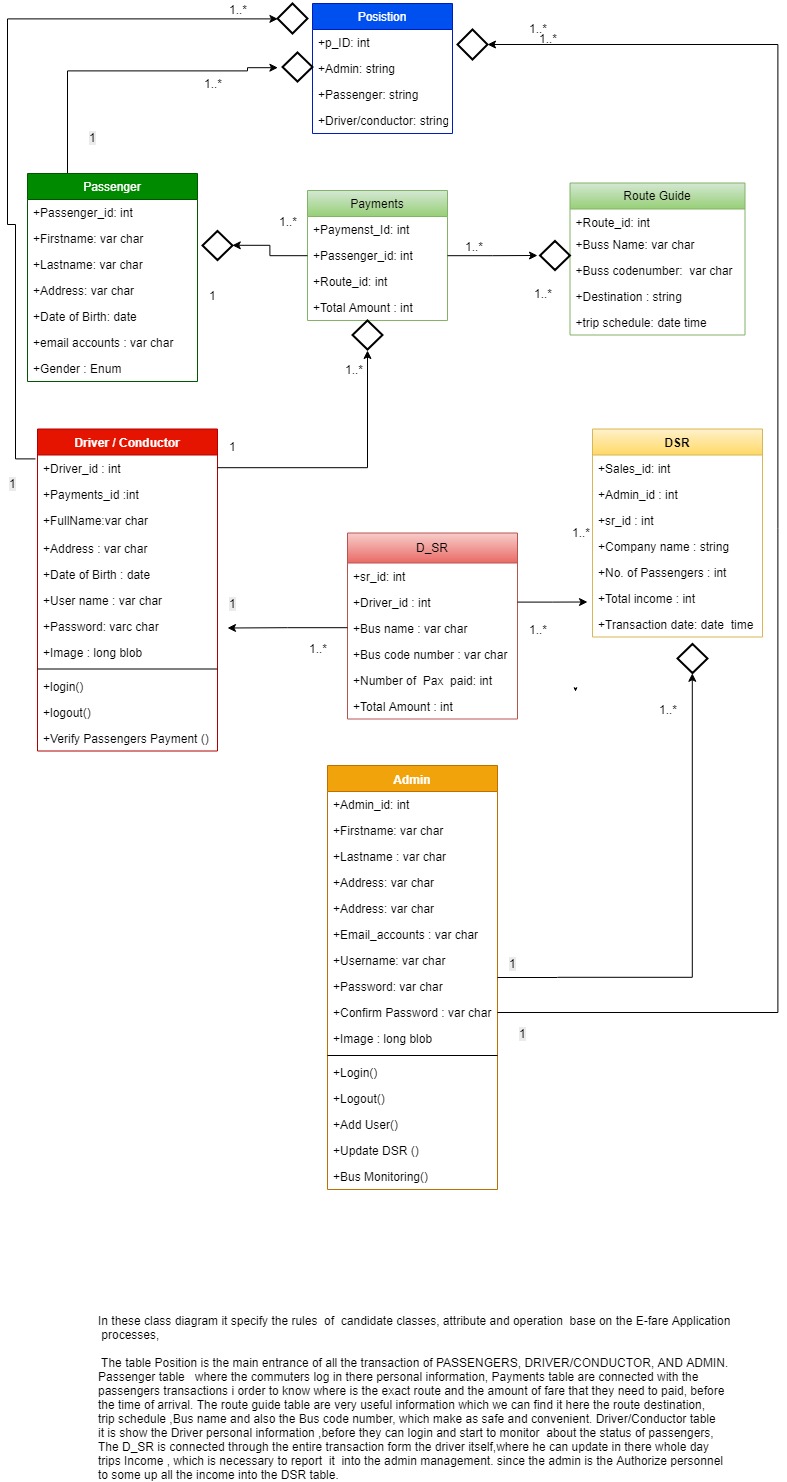 1..*
Posistion
+p_ID: int
+Admin: string
+Passenger: string
+Driver/conductor: string
1..*
1..*
1..*
1
Passenger
+Passenger_id: int
+Firstname: var char
+Lastname: var char
+Address: var char
+Date of Birth: date
+email accounts : var char
+Gender : Enum
1..*
1
Payments
+Paymenst_Id: int
+Passenger_id: int
+Route_id: int
+Total Amount : int
1..*
1..*
1..*
Route Guide
+Route_id: int
+Buss Name: var char
+Buss codenumber:  var char
+Destination : string
+trip schedule: date time
1
1
Driver / Conductor
+Driver_id : int
+Payments_id :int
+FullName:var char
+Address : var char
+Date of Birth : date
+User name : var char
+Password: varc char
+Image : long blob
+login()
+logout()
+Verify Passengers Payment ()
1
1..*
D_SR
+sr_id: int
+Driver_id : int
+Bus name : var char
+Bus code number : var char
+Number of  Pax  paid: int
+Total Amount : int
1..*
1..*
DSR
+Sales_id: int
+Admin_id : int
+sr_id : int
+Company name : string
+No. of Passengers : int
+Total income : int
+Transaction date: date  time
1..*
Admin
+Admin_id: int
+Firstname: var char
+Lastname : var char
+Address: var char
+Address: var char
+Email_accounts : var char
+Username: var char
+Password: var char
+Confirm Password : var char
+Image : long blob
+Login()
+Logout()
+Add User()
+Update DSR ()
+Bus Monitoring()
1
1
In these class diagram it specify the rules  of  candidate classes, attribute and operation  base on the E-fare Application
processes,
The table Position is the main entrance of all the transaction of PASSENGERS, DRIVER/CONDUCTOR, AND ADMIN.
Passenger table   where the commuters log in there personal information, Payments table are connected with the
passengers transactions i order to know where is the exact route and the amount of fare that they need to paid, before
the time of arrival. The route guide table are very useful information which we can find it here the route destination,
trip schedule ,Bus name and also the Bus code number, which make as safe and convenient. Driver/Conductor table
it is show the Driver personal information ,before they can login and start to monitor  about the status of passengers,
The D_SR is connected through the entire transaction form the driver itself,where he can update in there whole day
trips Income , which is necessary to report  it  into the admin management. since the admin is the Authorize personnel
to some up all the income into the DSR table.